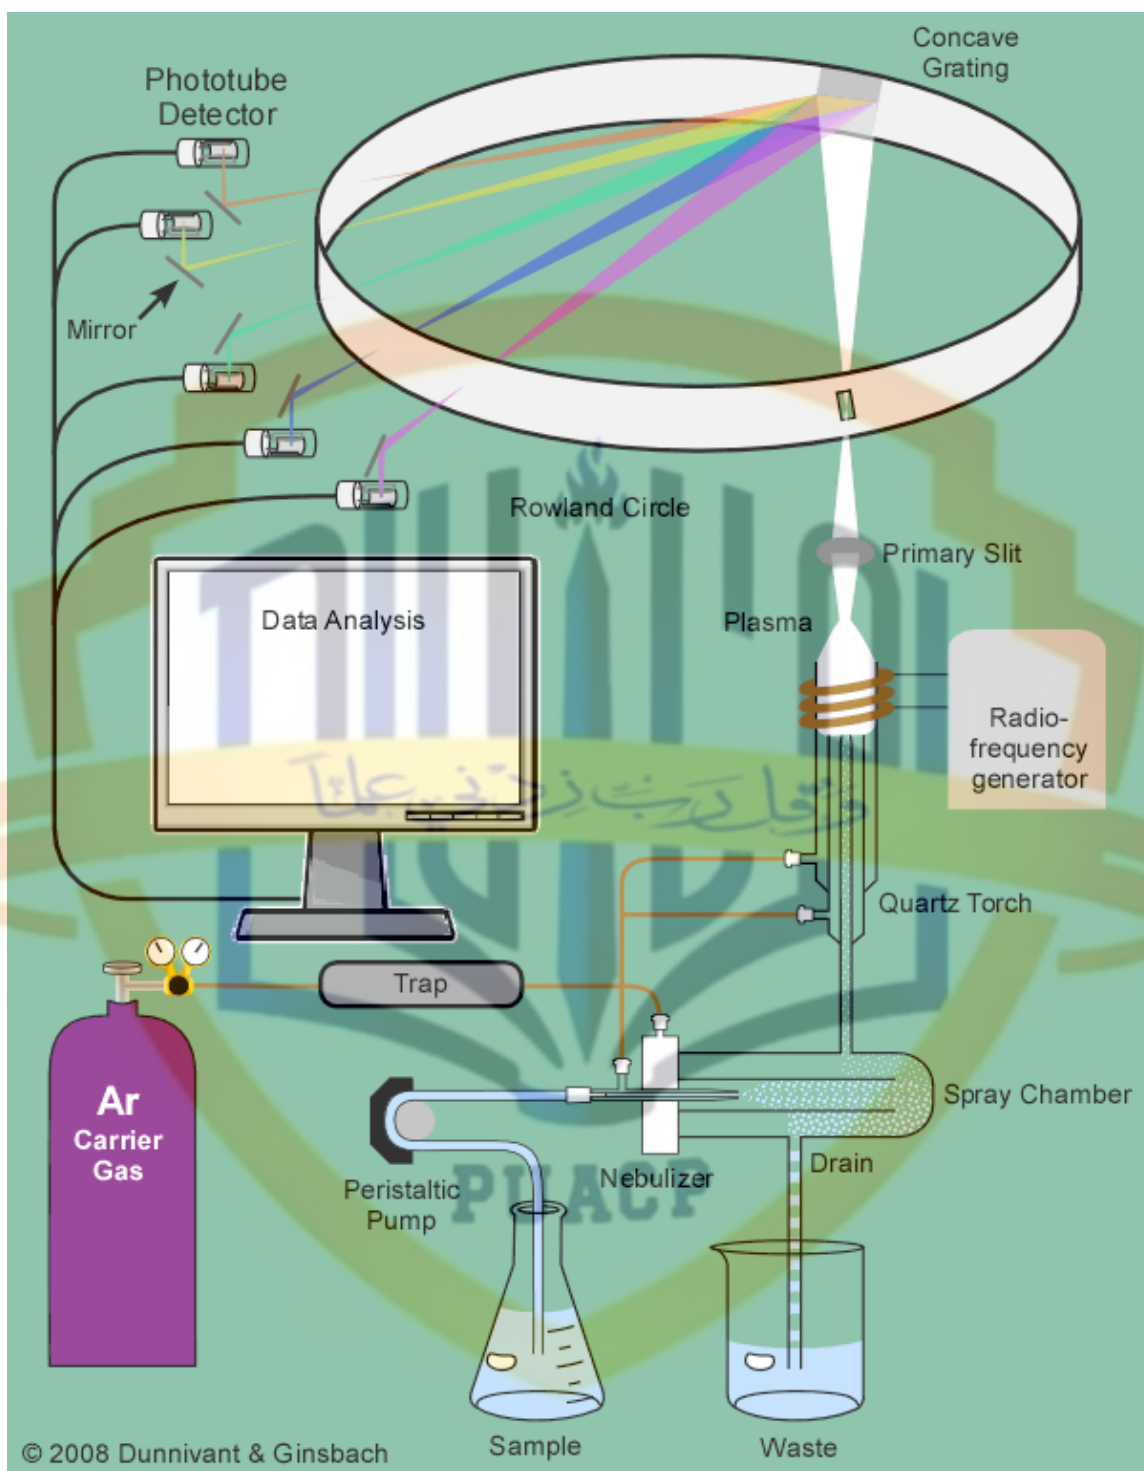 Concave
Grating
Phototube
Detector
Mirror
Rowland Circle
Primary Slit
Data Analysis
Plasma
Radio-
frequency
generator
وَقُل رَّبِّ زِدْنِي عِلْمًا
Quartz Torch
Trap
Ar
Carrier
Gas
Spray Chamber
Drain
Nebulizer
Peristaltic
Pump
PUACP
Sample
Waste
© 2008 Dunnivant & Ginsbach